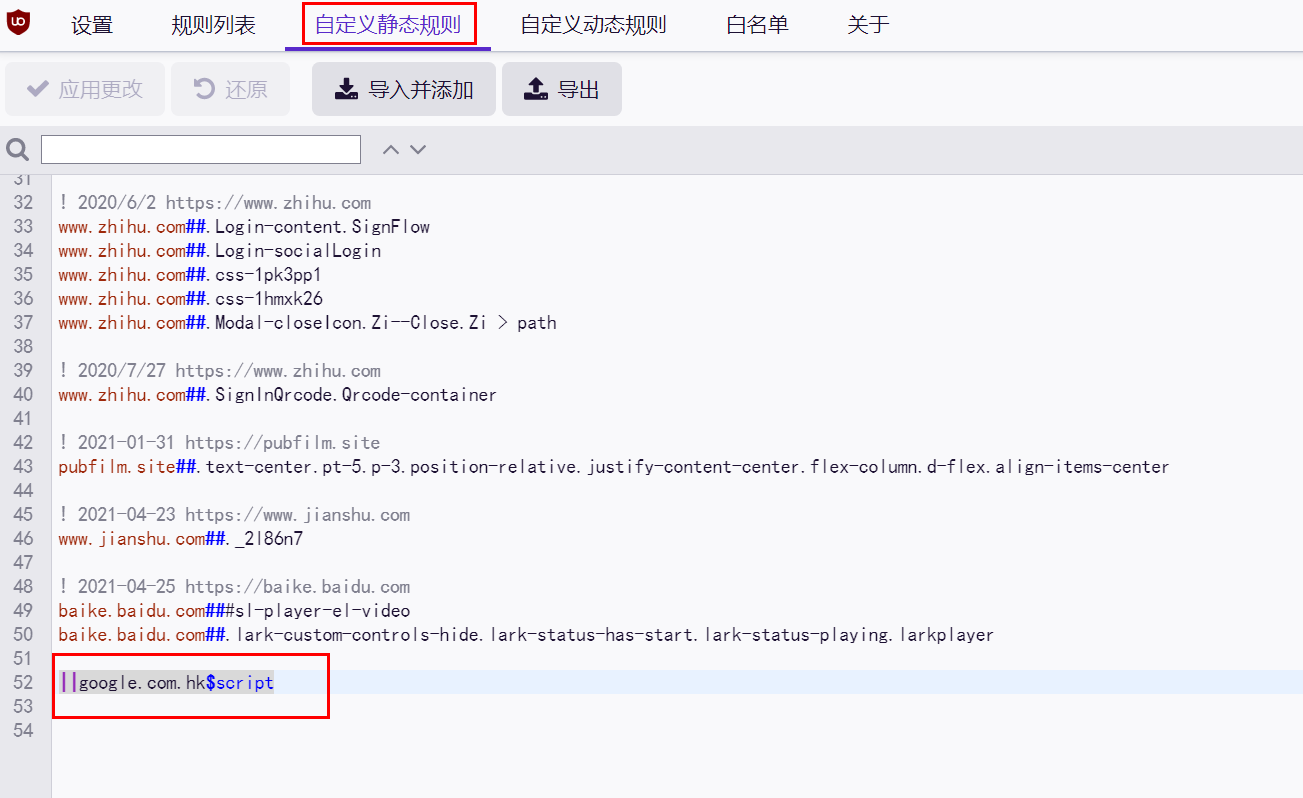 uo 设置 规则列表 自定义静态规则 自定义动态规则 白名单 关于
应用更改 还原 导入并添加 导出
31
32 ! 2020/6/2 https://www.zhihu.com
33 www.zhihu.com##.Login-content.SignFlow
34 www.zhihu.com##.Login-socialLogin
35 www.zhihu.com##.css-1pk3pp1
36 www.zhihu.com##.css-1hmxk26
37 www.zhihu.com##.Modal-closeIcon.Zi--Close.Zi > path
38
39 ! 2020/7/27 https://www.zhihu.com
40 www.zhihu.com##.SignInQrcode.Qrcode-container
41
42 ! 2021-01-31 https://pubfilm.site
43 pubfilm.site##.text-center.pt-5.p-3.position-relative.justify-content-center.flex-column.d-flex.align-items-center
44
45 ! 2021-04-23 https://www.jianshu.com
46 www.jianshu.com##._2l86n7
47
48 ! 2021-04-25 https://baike.baidu.com
49 baike.baidu.com###sl-player-el-video
50 baike.baidu.com##.lark-custom-controls-hide.lark-status-has-start.lark-status-playing.larkplayer
51
52 ||google.com.hk$script
53
54